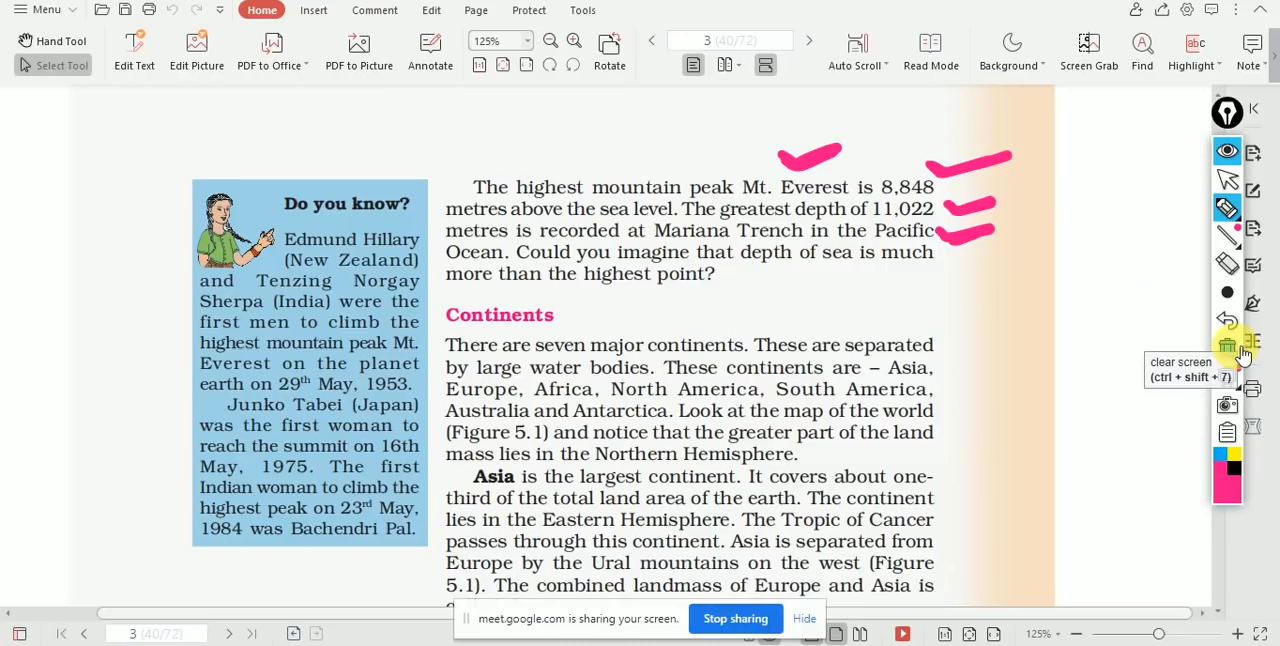 Menu
Home
Insert
Comment
Edit
Page
Protect
Tools
Hand Tool
Select Tool
Edit Text
Edit Picture
PDF to Office
PDF to Picture
Annotate
125%
Rotate
3 (40/72)
Auto Scroll
Read Mode
Background
Screen Grab
Find
abc
Highlight
Note
Do you know?
Edmund Hillary
(New Zealand)
and Tenzing Norgay
Sherpa (India) were the
first men to climb the
highest mountain peak Mt.
Everest on the planet
earth on 29th May, 1953.
Junko Tabei (Japan)
was the first woman to
reach the summit on 16th
May, 1975. The first
Indian woman to climb the
highest peak on 23rd May,
1984 was Bachendri Pal.
The highest mountain peak Mt. Everest is 8,848
metres above the sea level. The greatest depth of 11,022
metres is recorded at Mariana Trench in the Pacific
Ocean. Could you imagine that depth of sea is much
more than the highest point?
Continents
There are seven major continents. These are separated
by large water bodies. These continents are – Asia,
Europe, Africa, North America, South America,
Australia and Antarctica. Look at the map of the world
(Figure 5.1) and notice that the greater part of the land
mass lies in the Northern Hemisphere.
Asia is the largest continent. It covers about one-
third of the total land area of the earth. The continent
lies in the Eastern Hemisphere. The Tropic of Cancer
passes through this continent. Asia is separated from
Europe by the Ural mountains on the west (Figure
5.1). The combined landmass of Europe and Asia is
clear screen
(ctrl + shift + 7)
meet.google.com is sharing your screen.
Stop sharing
Hide
3 (40/72)
125%